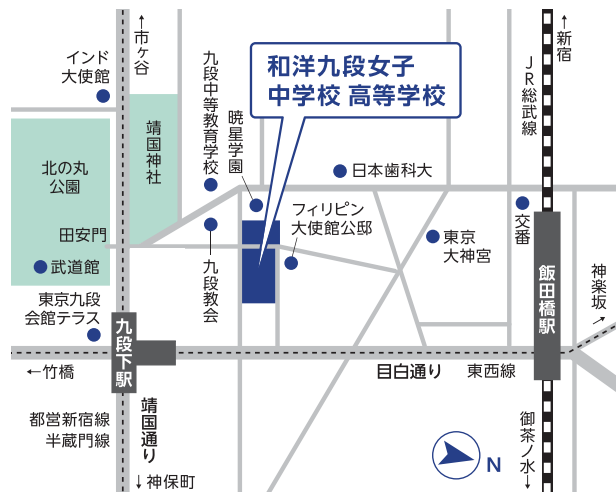 ↑
市ヶ谷
↑
新宿
インド
大使館
九段中等教育学校
暁星学園
和洋九段女子
中学校 高等学校
JR総武線
靖国神社
北の丸
公園
日本歯科大
フィリピン
大使館公邸
交番
田安門
武道館
九段教会
東京
大神宮
飯田橋駅
神楽坂
↗
東京九段
会館テラス
九段下駅
←竹橋
目白通り
東西線
都営新宿線
半蔵門線
靖国通り
↓神保町
御茶ノ水
↓
N